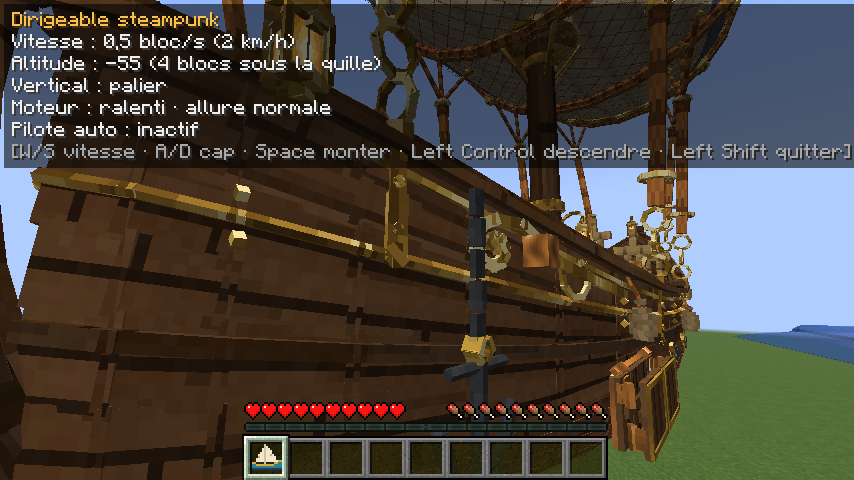 Dirigeable steampunk
Vitesse : 0,5 bloc/s (2 km/h)
Altitude : -55 (4 blocs sous la quille)
Vertical : palier
Moteur : ralenti · allure normale
Pilote auto : inactif
[W/S vitesse · A/D cap · Space monter · Left Control descendre · Left Shift quitter]